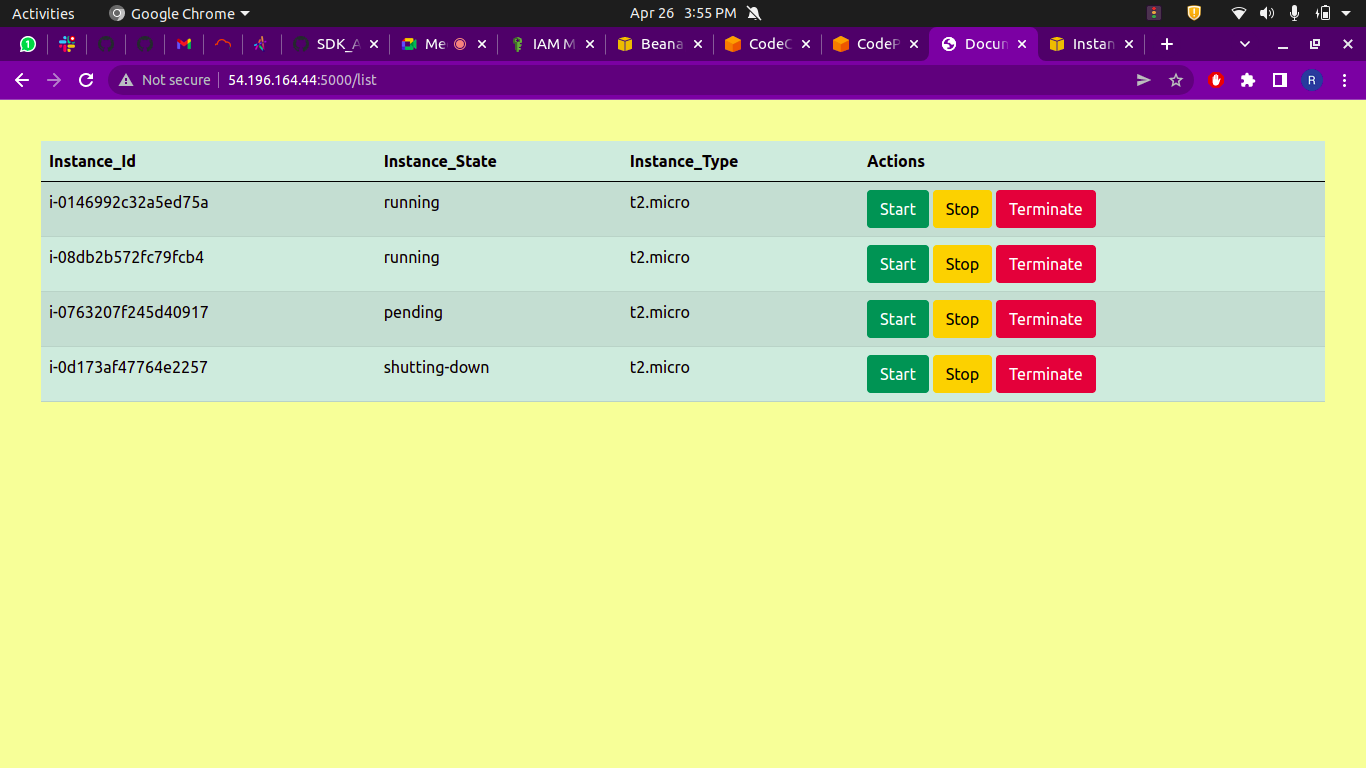 Activities Google Chrome Apr 26 3:55 PM
1 SDK_A Me IAM M Beana CodeC CodeP Docum Instan
Not secure 54.196.164.44:5000/list R
Instance_Id Instance_State Instance_Type Actions
i-0146992c32a5ed75a running t2.micro Start Stop Terminate
i-08db2b572fc79fcb4 running t2.micro Start Stop Terminate
i-0763207f245d40917 pending t2.micro Start Stop Terminate
i-0d173af47764e2257 shutting-down t2.micro Start Stop Terminate